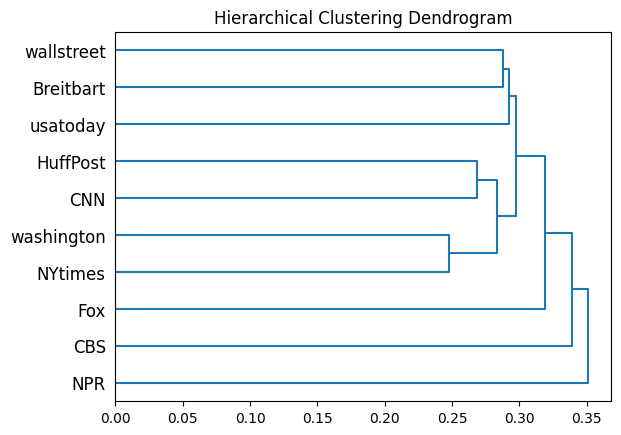 Hierarchical Clustering Dendrogram
wallstreet
Breitbart
usatoday
HuffPost
CNN
washington
NYtimes
Fox
CBS
NPR
0.00 0.05 0.10 0.15 0.20 0.25 0.30 0.35